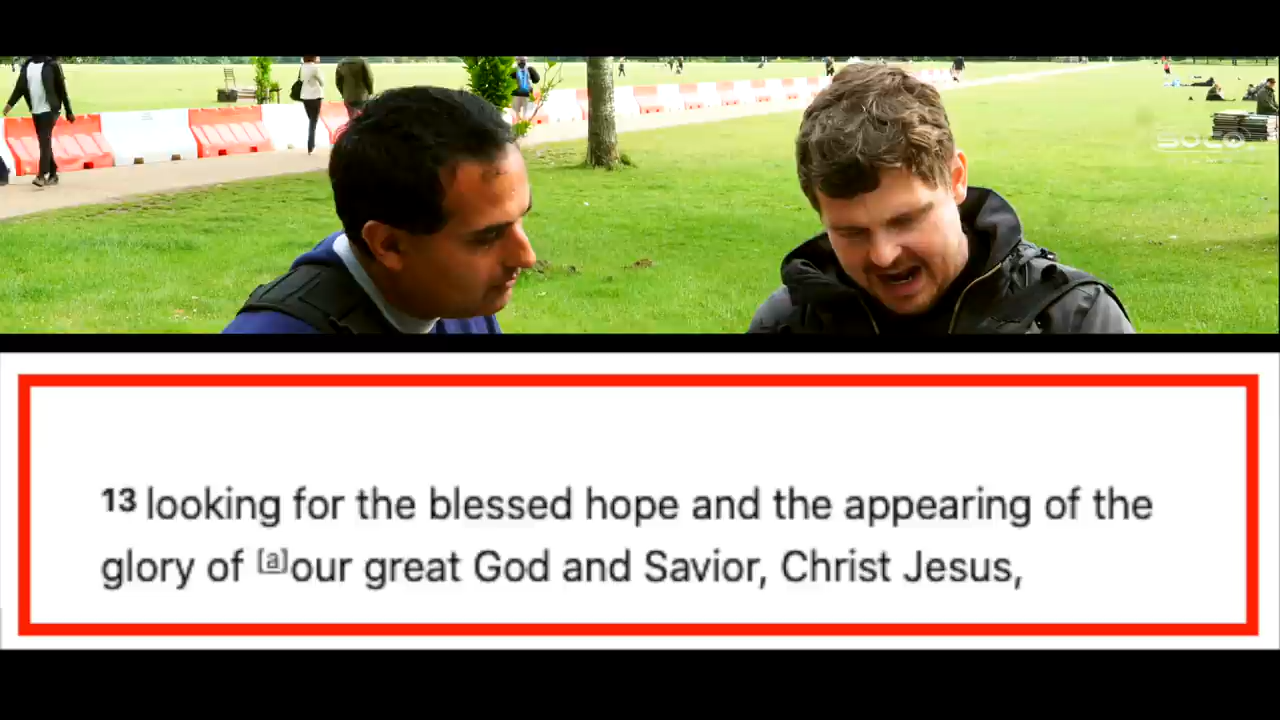 SOCO
13 looking for the blessed hope and the appearing of the
glory of [a]our great God and Savior, Christ Jesus,